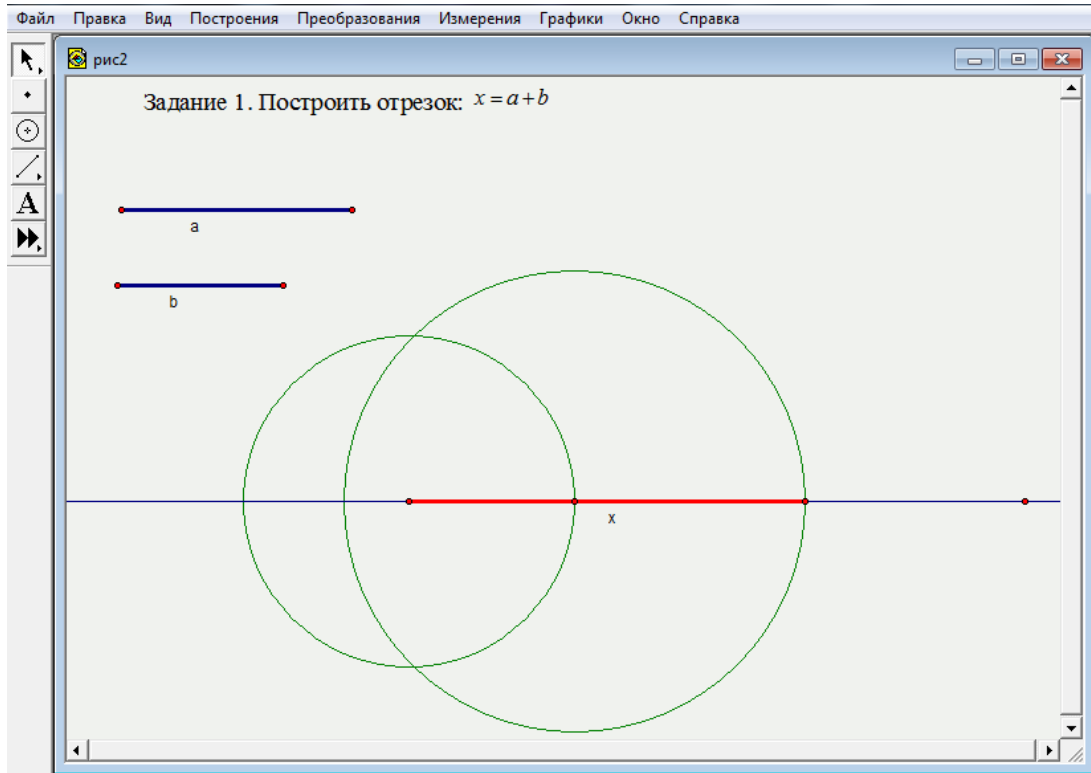 Файл Правка Вид Построения Преобразования Измерения Графики Окно Справка
рис2
Задание 1. Построить отрезок: x = a + b
A
a
b
x